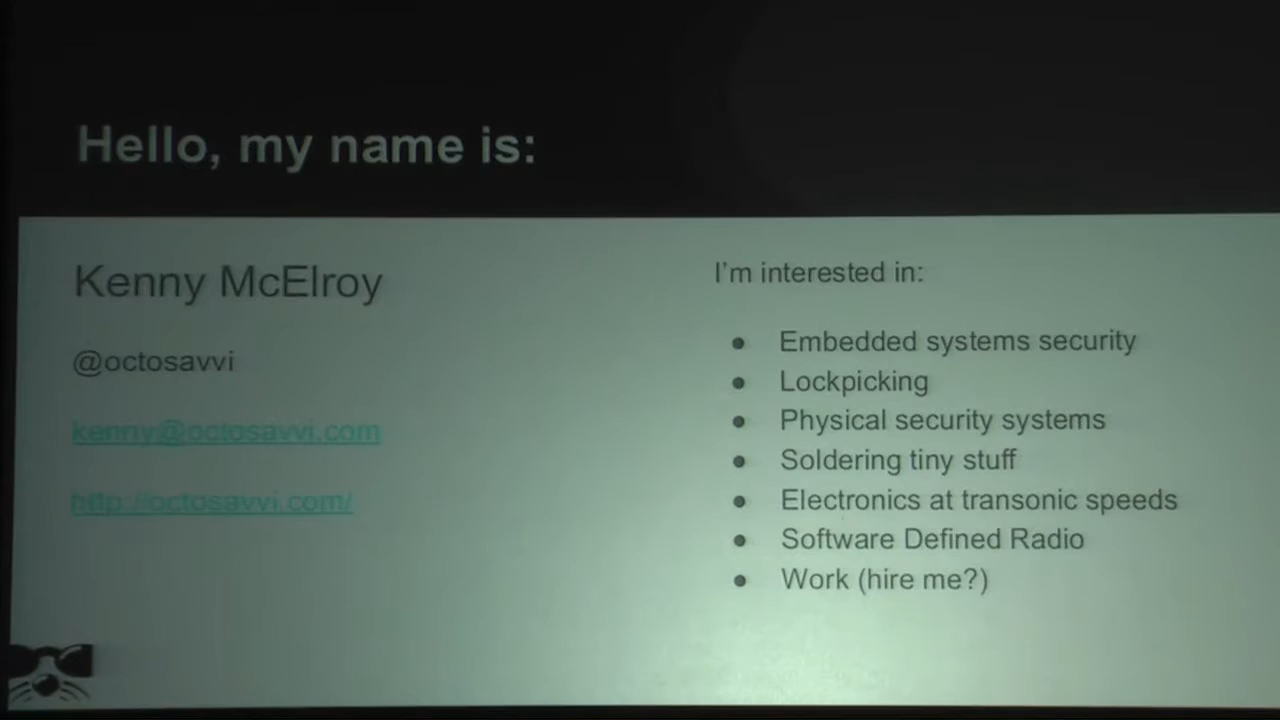 Hello, my name is:
Kenny McElroy
@octosavvi
kenny@octosavvi.com
http://octosavvi.com/
I'm interested in:
● Embedded systems security
● Lockpicking
● Physical security systems
● Soldering tiny stuff
● Electronics at transonic speeds
● Software Defined Radio
● Work (hire me?)